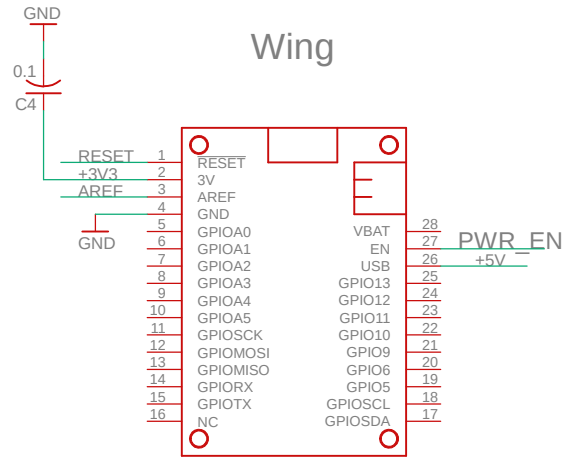 GND
Wing
0.1
C4
RESET 1 RESET
+3V3 2 3V
AREF 3 AREF
4 GND
GND
5 GPIOA0
6 GPIOA1
7 GPIOA2
8 GPIOA3
9 GPIOA4
10 GPIOA5
11 GPIOSCK
12 GPIOMOSI
13 GPIOMISO
14 GPIORX
15 GPIOTX
16 NC
VBAT 28
EN 27 PWR_EN
USB 26 +5V
GPIO13 25
GPIO12 24
GPIO11 23
GPIO10 22
GPIO9 21
GPIO6 20
GPIO5 19
GPIOSCL 18
GPIOSDA 17